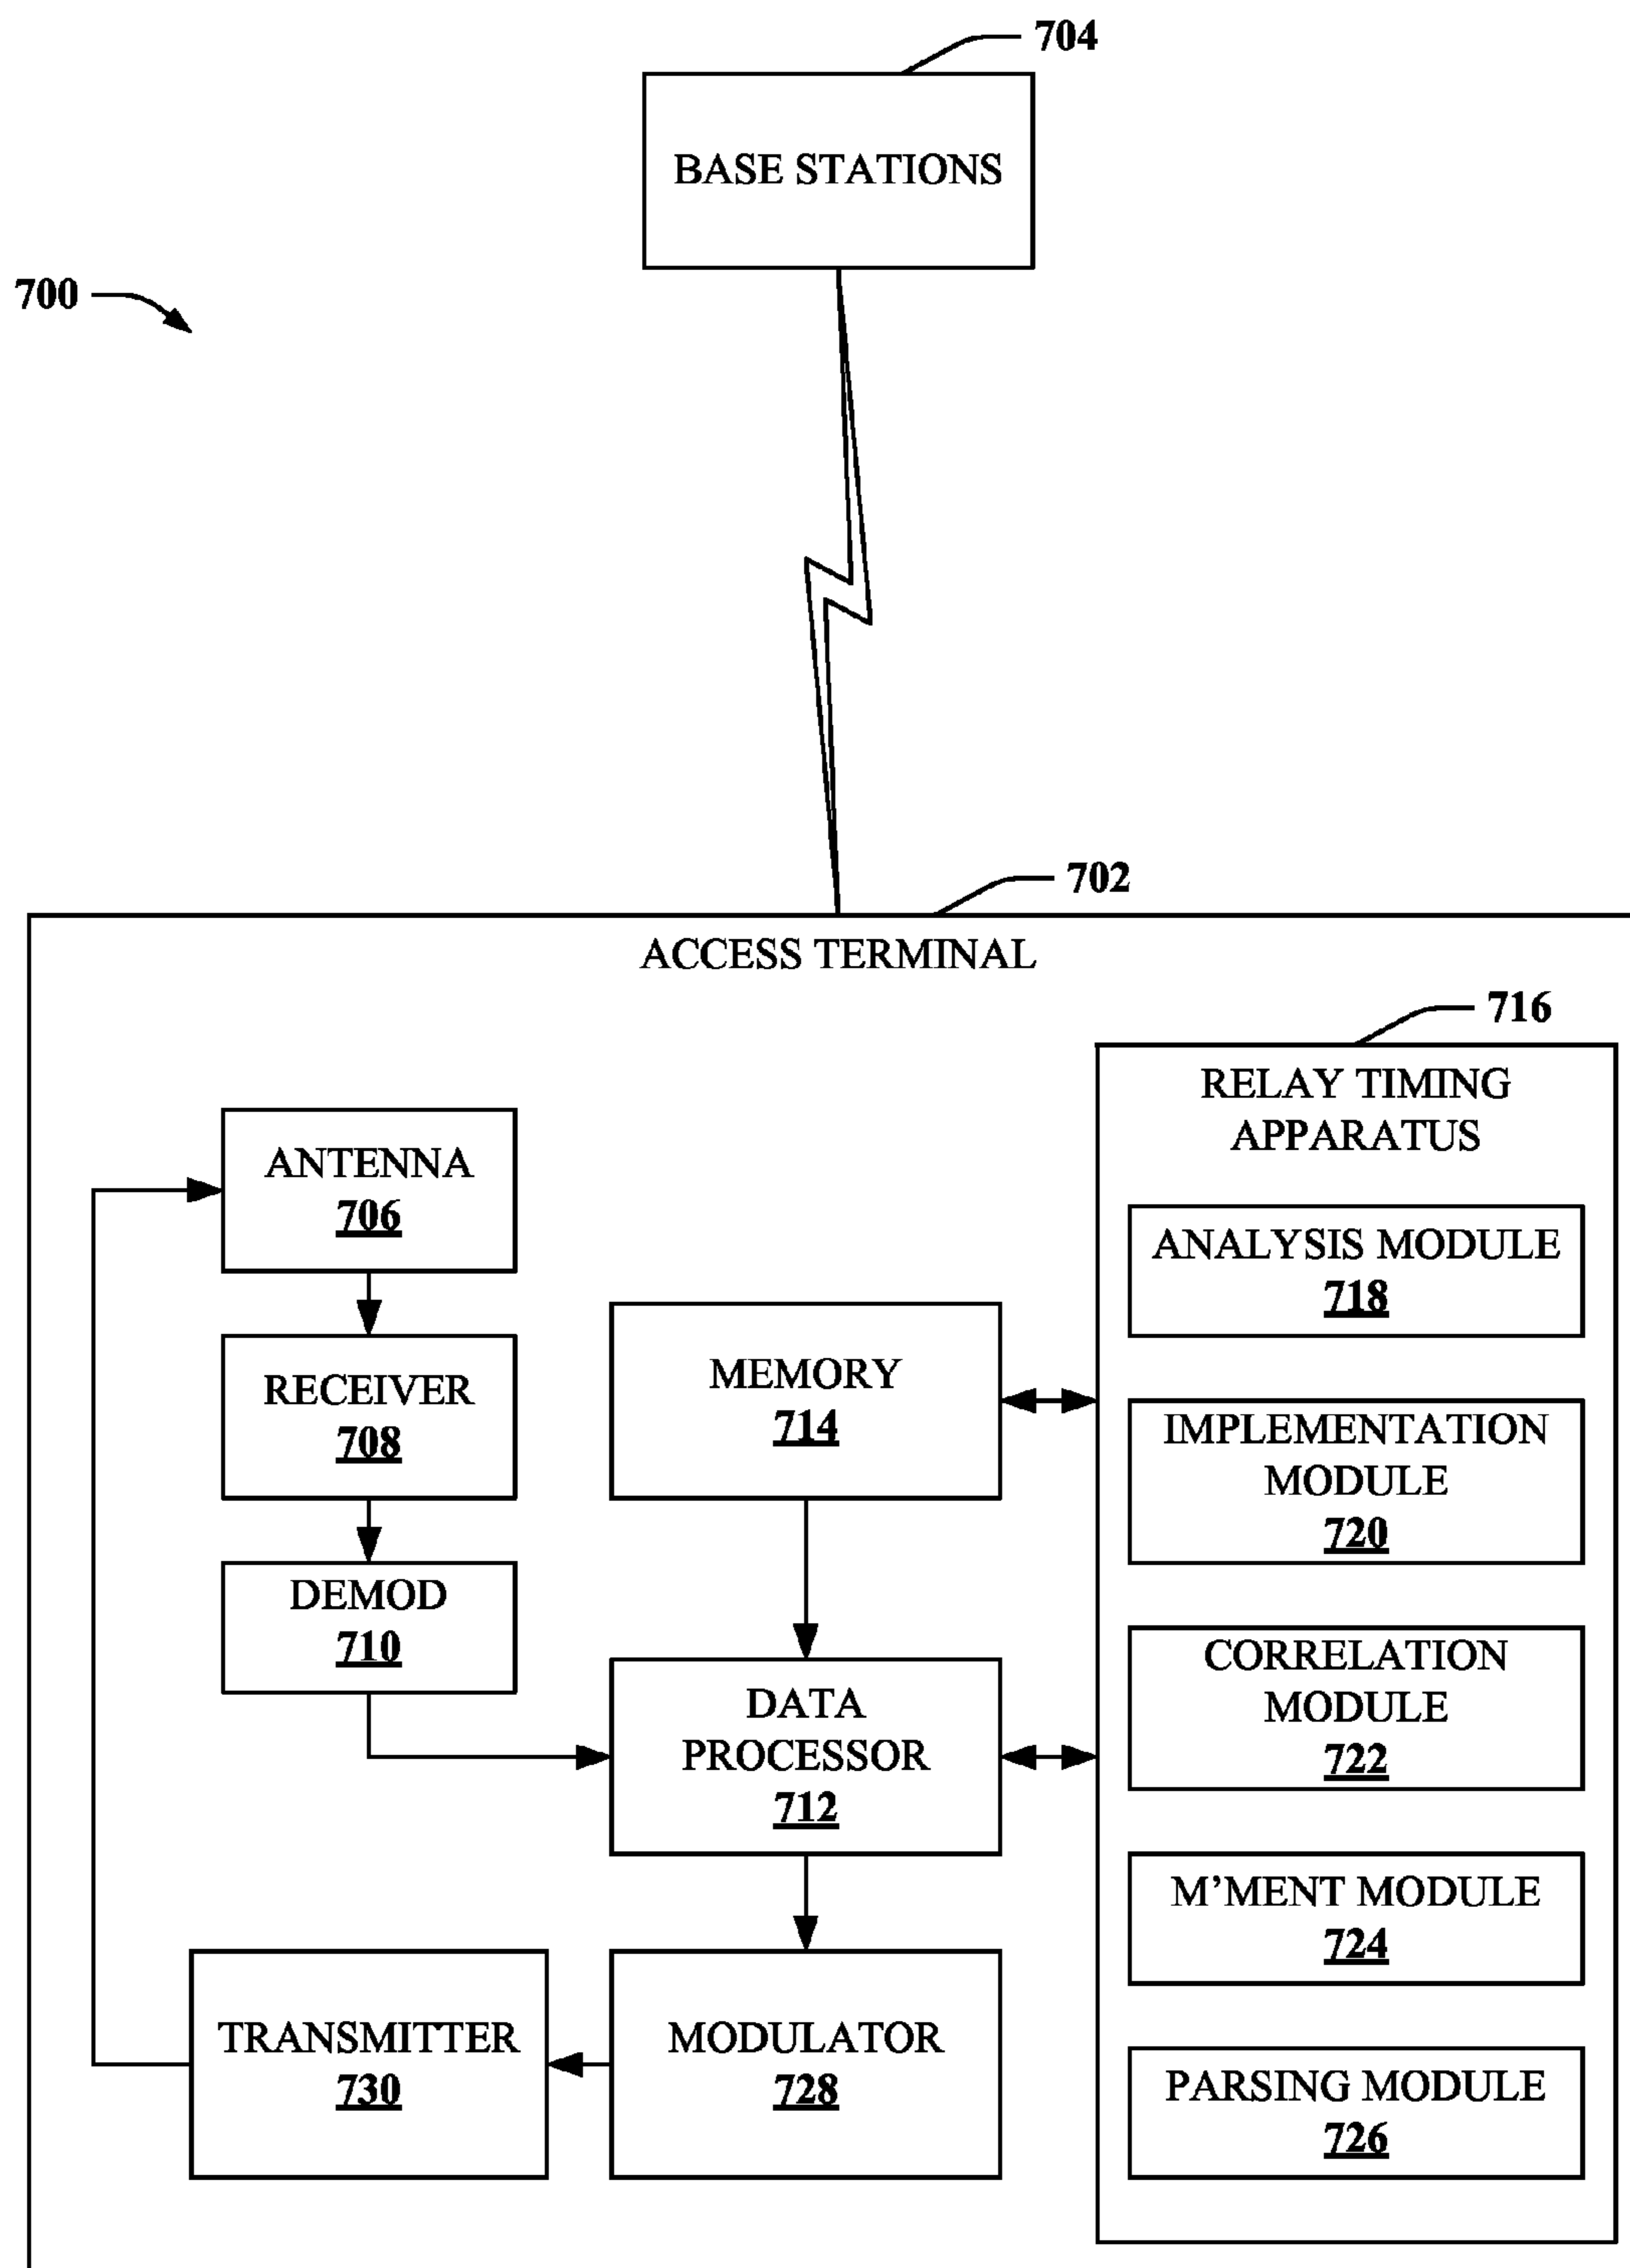 704
BASE STATIONS
700
702
ACCESS TERMINAL
716
RELAY TIMING
APPARATUS
ANTENNA
706
ANALYSIS MODULE
718
RECEIVER
708
MEMORY
714
IMPLEMENTATION
MODULE
720
DEMOD
710
CORRELATION
MODULE
722
DATA
PROCESSOR
712
M’MENT MODULE
724
TRANSMITTER
730
MODULATOR
728
PARSING MODULE
726